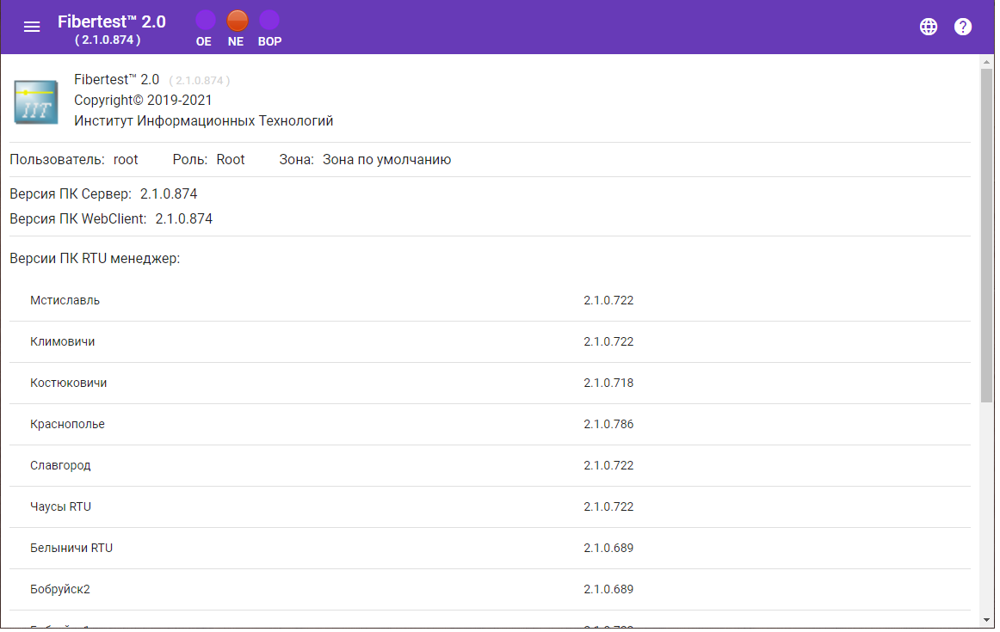 Fibertest™ 2.0
( 2.1.0.874 )
OE NE BOP
Fibertest™ 2.0 ( 2.1.0.874 )
Copyright© 2019-2021
Институт Информационных Технологий
IIT
Пользователь: root Роль: Root Зона: Зона по умолчанию
Версия ПК Сервер: 2.1.0.874
Версия ПК WebClient: 2.1.0.874
Версии ПК RTU менеджер:
Мстиславль 2.1.0.722
Климовичи 2.1.0.722
Костюковичи 2.1.0.718
Краснополье 2.1.0.786
Славгород 2.1.0.722
Чаусы RTU 2.1.0.722
Белыничи RTU 2.1.0.689
Бобруйск2 2.1.0.689